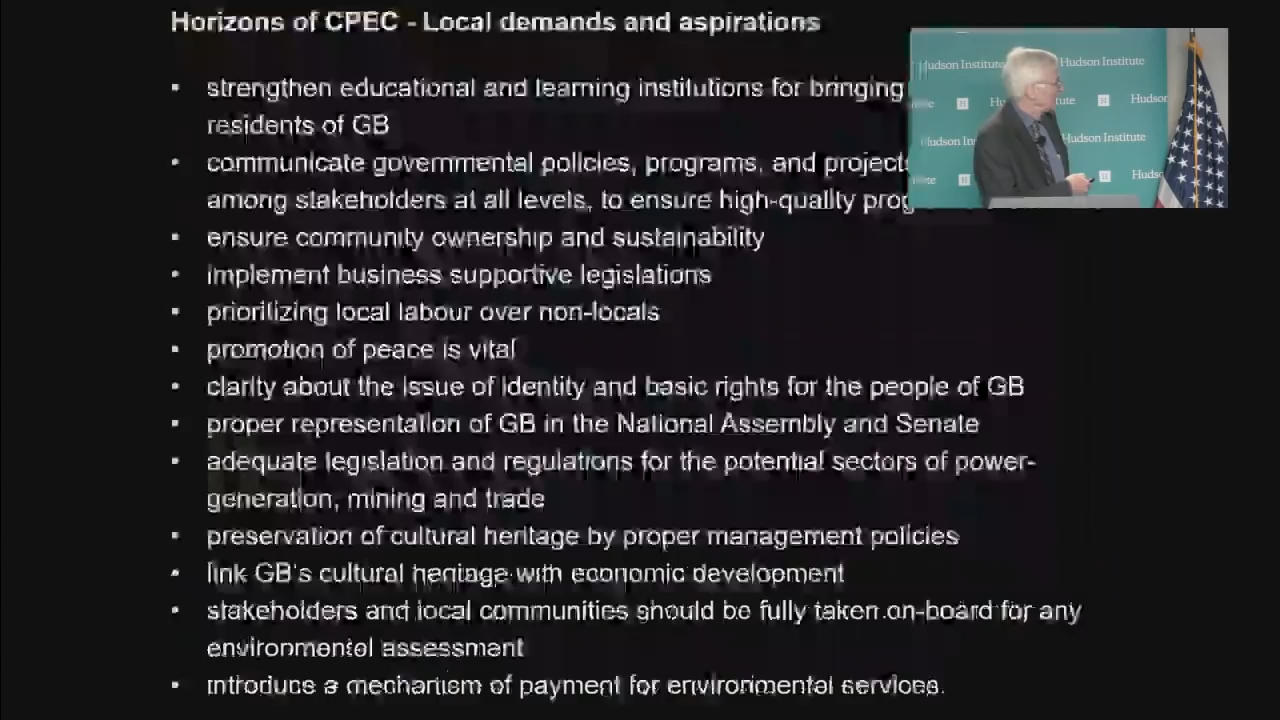 Horizons of CPEC - Local demands and aspirations
• strengthen educational and learning institutions for bringing
residents of GB
• communicate governmental policies, programs, and projects
among stakeholders at all levels, to ensure high-quality
• ensure community ownership and sustainability
• implement business supportive legislations
• prioritizing local labour over non-locals
• promotion of peace is vital
• clarity about the issue of identity and basic rights for the people of GB
• proper representation of GB in the National Assembly and Senate
• adequate legislation and regulations for the potential sectors of power-
generation, mining and trade
• preservation of cultural heritage by proper management policies
• link GB's cultural heritage with economic development
• stakeholders and local communities should be fully taken on-board for any
environmental assessment
• introduce a mechanism of payment for environmental services.
Hudson Institute Hudson Institute
H H Hudson
Hudson Institute
H H